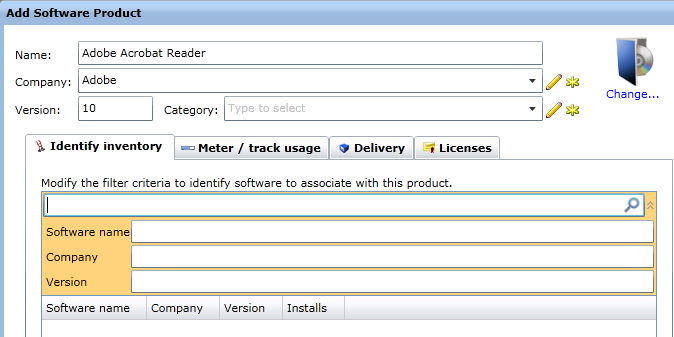 Add Software Product
Name: Adobe Acrobat Reader
Company: Adobe
Change...
Version: 10 Category: Type to select
Identify inventory Meter / track usage Delivery Licenses
Modify the filter criteria to identify software to associate with this product.
Software name
Company
Version
Software name Company Version Installs